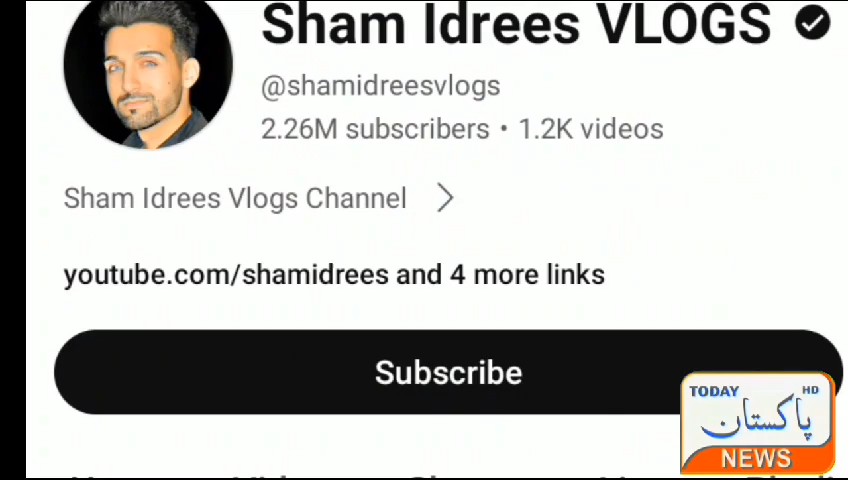 Sham Idrees VLOGS
@shamidreesvlogs
2.26M subscribers • 1.2K videos
Sham Idrees Vlogs Channel >
youtube.com/shamidrees and 4 more links
Subscribe
TODAY HD
پاکستان
NEWS